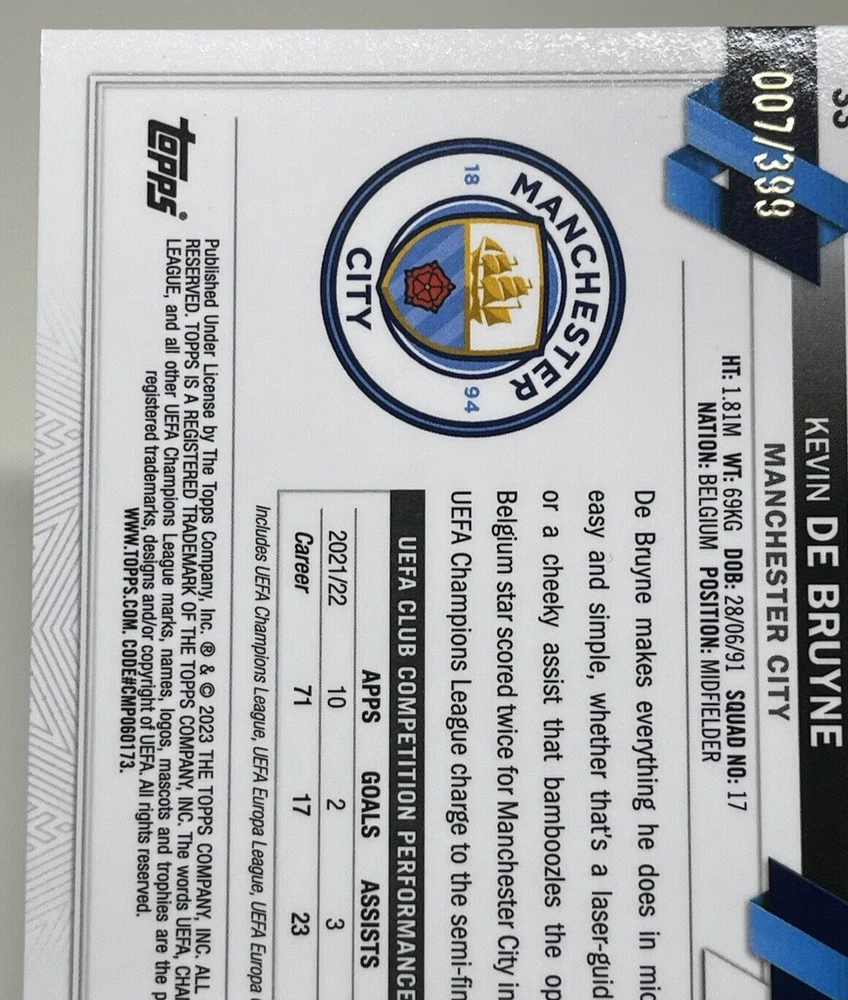 33
007/399
KEVIN DE BRUYNE
MANCHESTER CITY
HT: 1.81M WT: 69KG DOB: 28/06/91 SQUAD NO: 17
NATION: BELGIUM POSITION: MIDFIELDER
MANCHESTER
18 94
CITY
De Bruyne makes everything he does in
easy and simple, whether that's a
or a cheeky assist that bamboozles the
Belgium star scored twice for Manchester City in
UEFA Champions League charge to the
UEFA CLUB COMPETITION PERFORMANCE
APPS GOALS ASSISTS
2021/22 10 2 3
Career 71 17 23
Includes UEFA Champions League, UEFA Europa League, UEFA Europa
topps®
Published Under License by The Topps Company, Inc. ® & © 2023 THE TOPPS COMPANY, INC. ALL
RESERVED. TOPPS IS A REGISTERED TRADEMARK OF THE TOPPS COMPANY, INC. The words UEFA,
LEAGUE, and all other UEFA Champions League marks, names, logos, mascots and trophies are the
registered trademarks, designs and/or copyright of UEFA. All rights reserved.
WWW.TOPPS.COM. CODE#CMP060173.